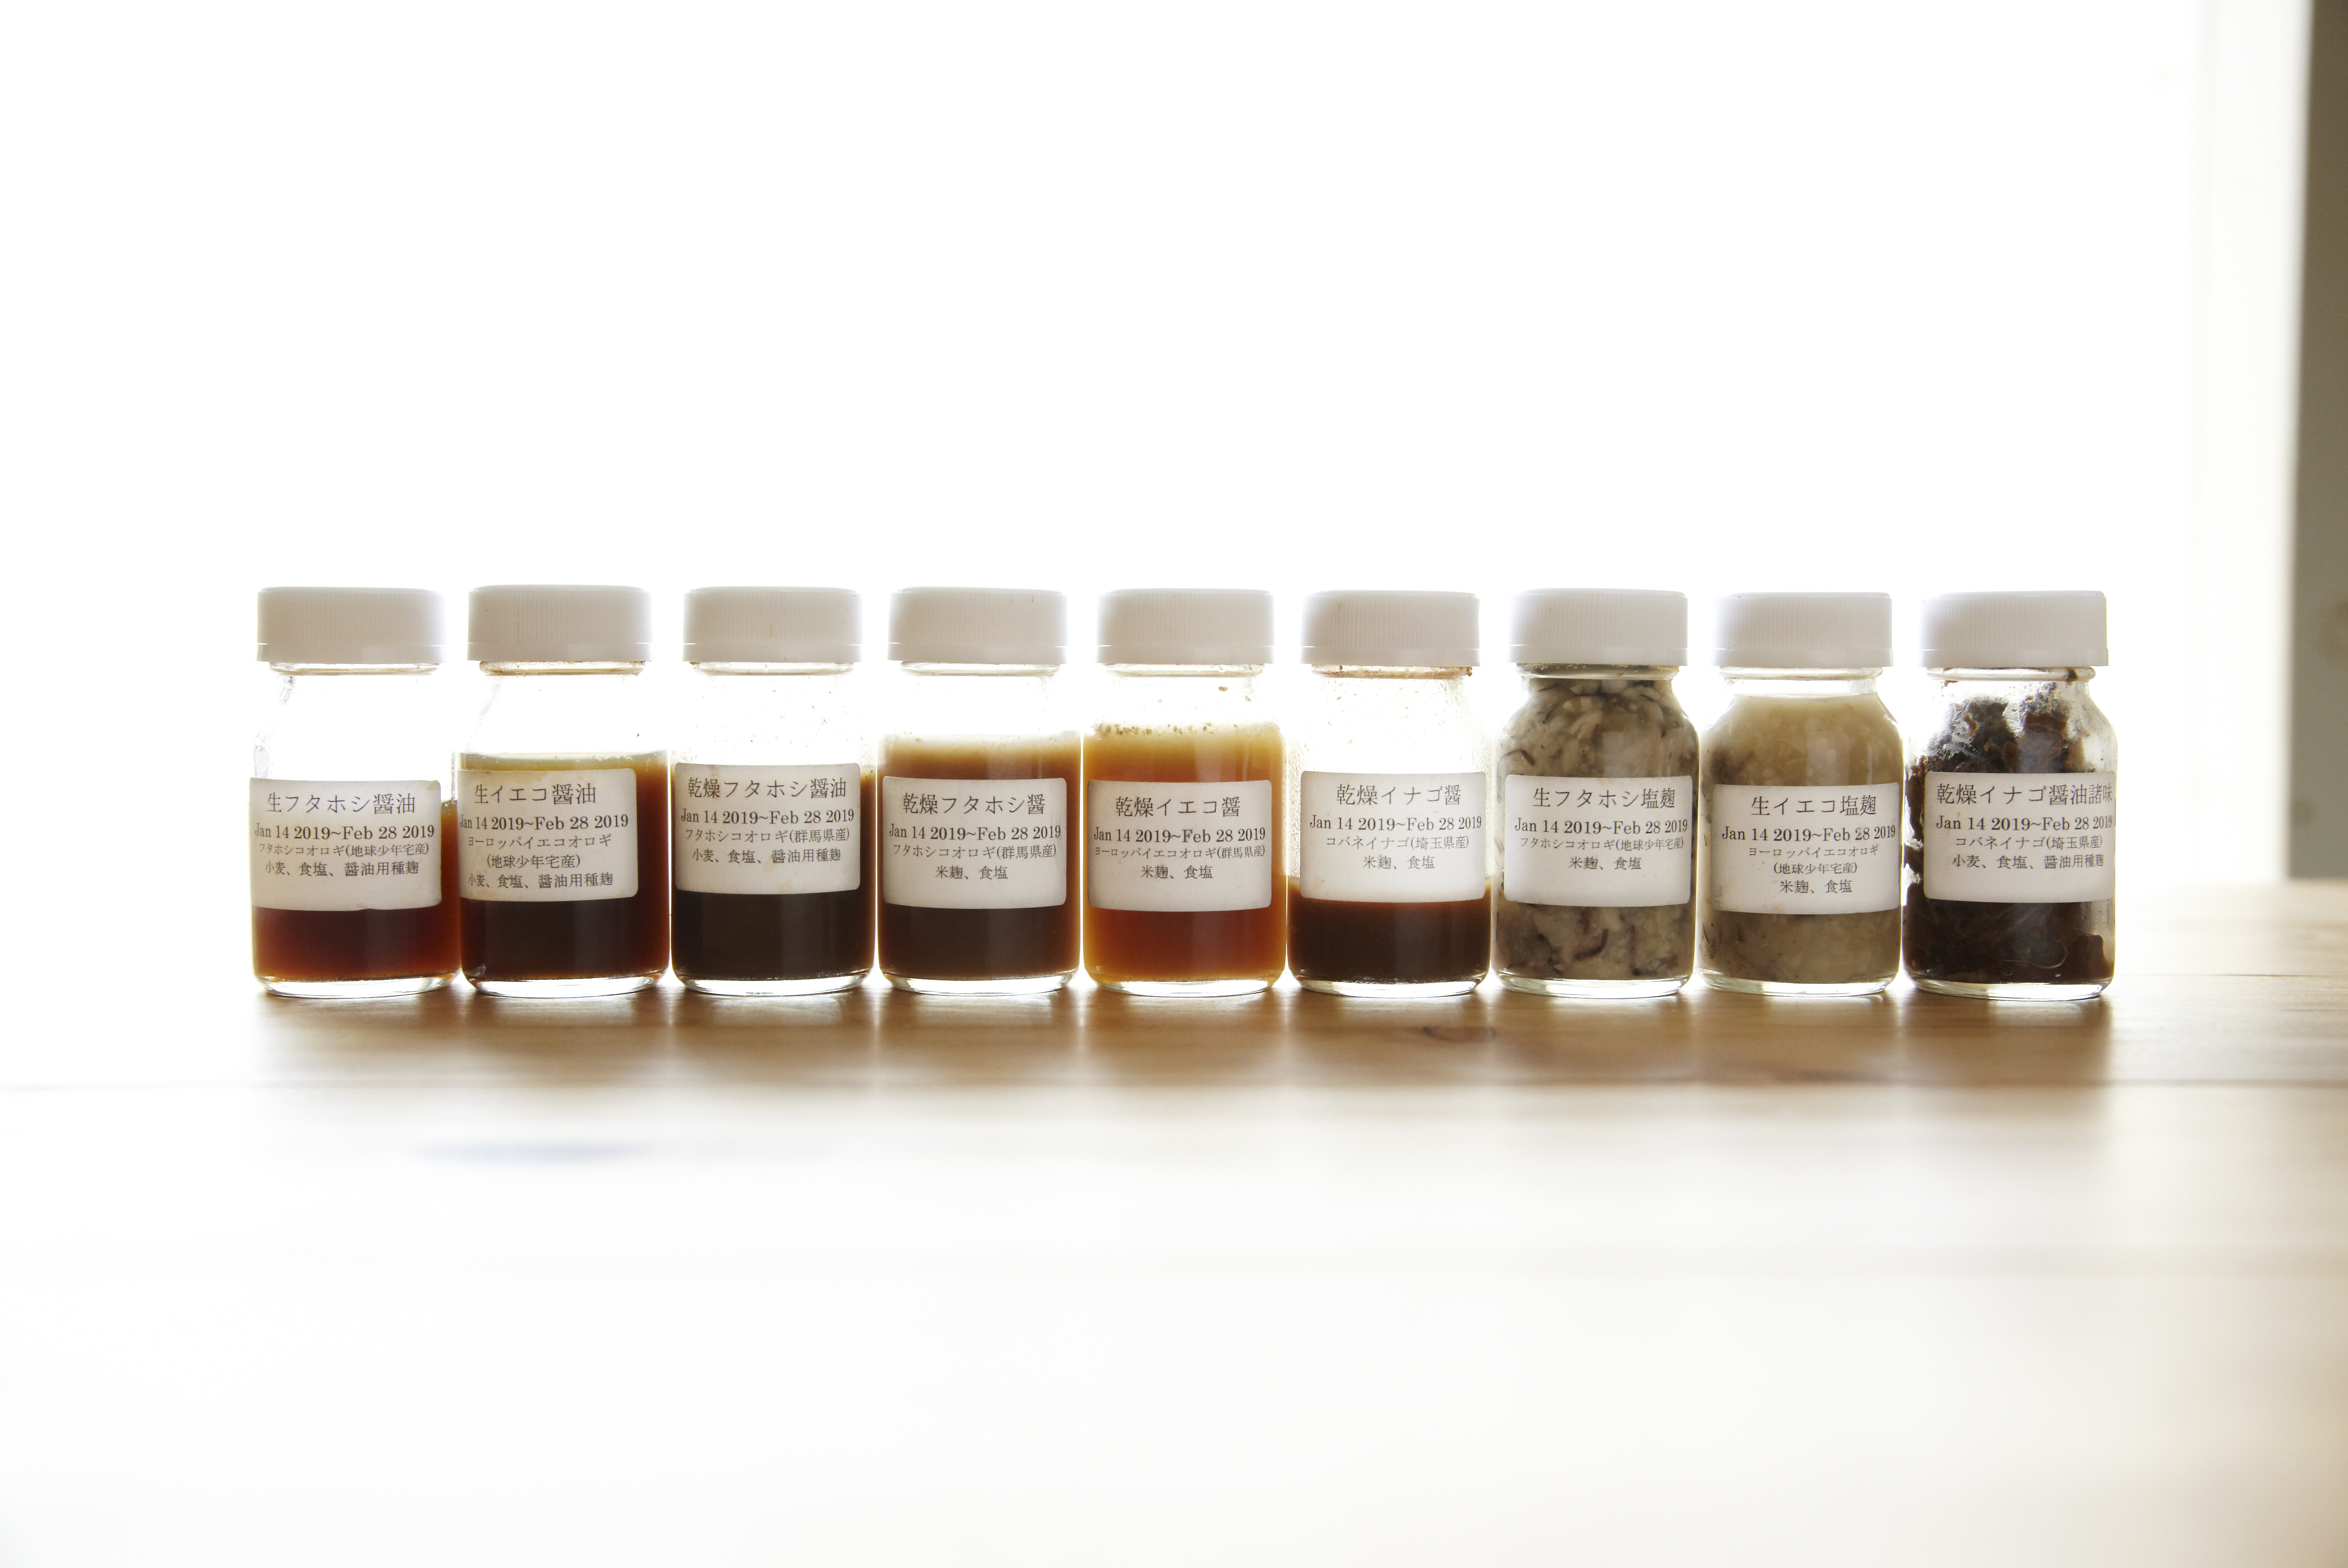 生フタホシ醤油
Jan 14 2019~Feb 28 2019
フタホシコオロギ(地球少年宅産)
小麦、食塩、醤油用種麹
生イエコ醤油
Jan 14 2019~Feb 28 2019
ヨーロッパイエコオロギ
(地球少年宅産)
小麦、食塩、醤油用種麹
乾燥フタホシ醤油
Jan 14 2019~Feb 28 2019
フタホシコオロギ(群馬県産)
小麦、食塩、醤油用種麹
乾燥フタホシ醤
Jan 14 2019~Feb 28 2019
フタホシコオロギ(群馬県産)
米麹、食塩
乾燥イエコ醤
Jan 14 2019~Feb 28 2019
ヨーロッパイエコオロギ(群馬県産)
米麹、食塩
乾燥イナゴ醤
Jan 14 2019~Feb 28 2019
コバネイナゴ(埼玉県産)
米麹、食塩
生フタホシ塩麹
Jan 14 2019~Feb 28 2019
フタホシコオロギ(地球少年宅産)
米麹、食塩
生イエコ塩麹
Jan 14 2019~Feb 28 2019
ヨーロッパイエコオロギ
(地球少年宅産)
米麹、食塩
乾燥イナゴ醤油諸味
Jan 14 2019~Feb 28 2019
コバネイナゴ(埼玉県産)
小麦、食塩、醤油用種麹